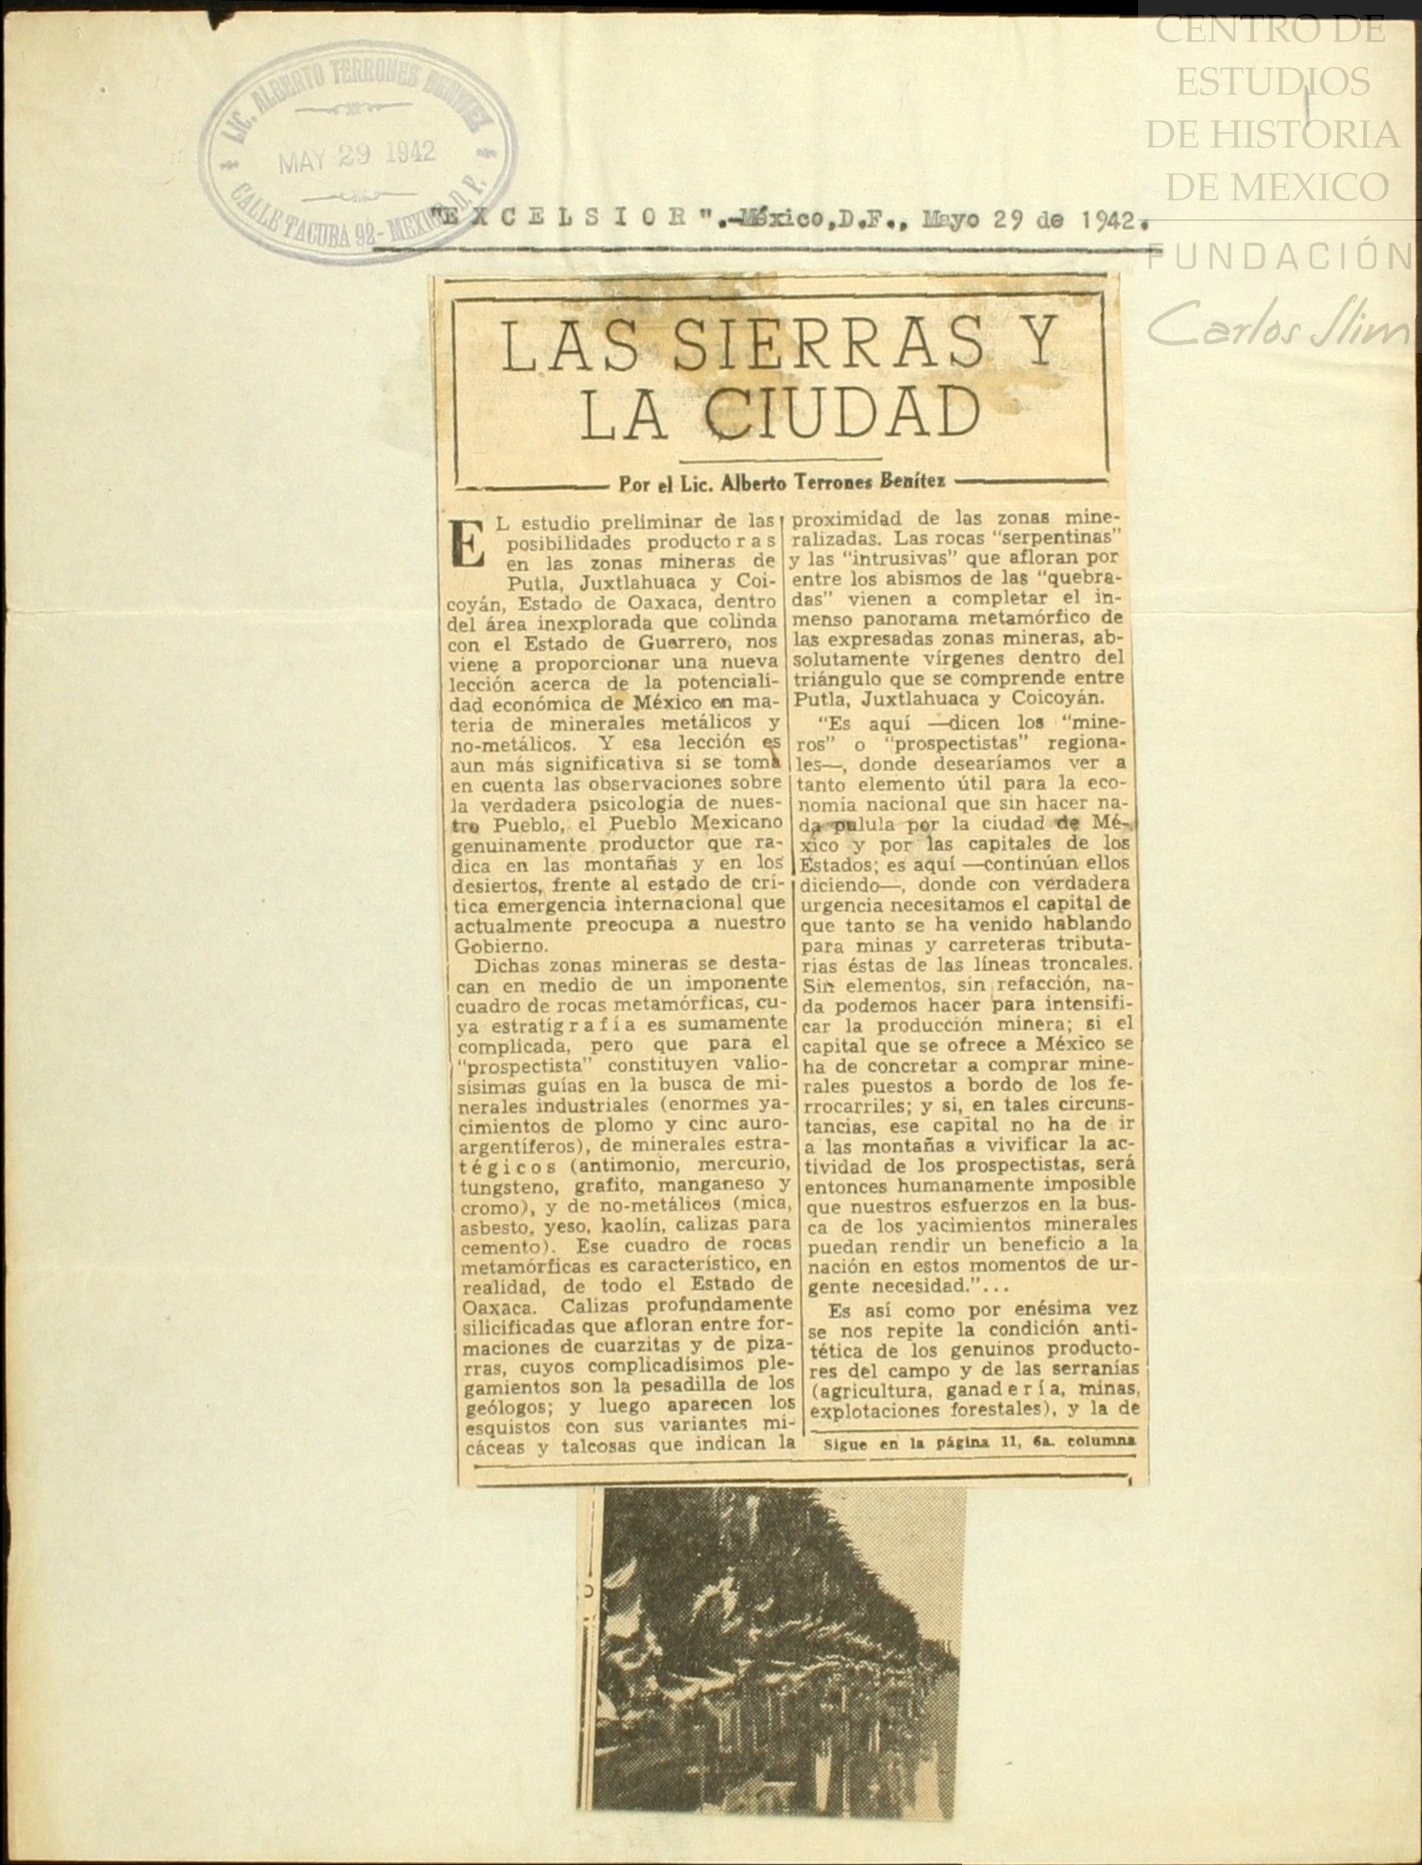 CENTRO DE
ESTUDIOS
DE HISTORIA
DE MEXICO
FUNDACIÓN
Carlos Slim
LIC. ALBERTO TERRONES BENITEZ
MAY 29 1942
CALLE TACUBA 92 - MEXICO, D. F.
"E X C E L S I O R".-México,D.F., Mayo 29 de 1942.
LAS SIERRAS Y
LA CIUDAD
Por el Lic. Alberto Terrones Benítez
EL estudio preliminar de las
posibilidades productoras
en las zonas mineras de
Putla, Juxtlahuaca y Coi-
coyán, Estado de Oaxaca, dentro
del área inexplorada que colinda
con el Estado de Guerrero, nos
viene a proporcionar una nueva
lección acerca de la potenciali-
dad económica de México en ma-
teria de minerales metálicos y
no-metálicos. Y esa lección es
aun más significativa si se toma
en cuenta las observaciones sobre
la verdadera psicología de nues-
tro Pueblo, el Pueblo Mexicano
genuinamente productor que ra-
dica en las montañas y en los
desiertos, frente al estado de crí-
tica emergencia internacional que
actualmente preocupa a nuestro
Gobierno.
Dichas zonas mineras se desta-
can en medio de un imponente
cuadro de rocas metamórficas, cu-
ya estratigrafía es sumamente
complicada, pero que para el
"prospectista" constituyen valio-
sísimas guías en la busca de mi-
nerales industriales (enormes ya-
cimientos de plomo y cinc auro-
argentíferos), de minerales estra-
tégicos (antimonio, mercurio,
tungsteno, grafito, manganeso y
cromo), y de no-metálicos (mica,
asbesto, yeso, kaolín, calizas para
cemento). Ese cuadro de rocas
metamórficas es característico, en
realidad, de todo el Estado de
Oaxaca. Calizas profundamente
silicificadas que afloran entre for-
maciones de cuarzitas y de piza-
rras, cuyos complicadísimos ple-
gamientos son la pesadilla de los
geólogos; y luego aparecen los
esquistos con sus variantes mi-
cáceas y talcosas que indican la
proximidad de las zonas mine-
ralizadas. Las rocas "serpentinas"
y las "intrusivas" que afloran por
entre los abismos de las "quebra-
das" vienen a completar el in-
menso panorama metamórfico de
las expresadas zonas mineras, ab-
solutamente vírgenes dentro del
triángulo que se comprende entre
Putla, Juxtlahuaca y Coicoyán.
"Es aquí —dicen los "mine-
ros" o "prospectistas" regiona-
les—, donde desearíamos ver a
tanto elemento útil para la eco-
nomía nacional que sin hacer na-
da pulula por la ciudad de Mé-
xico y por las capitales de los
Estados; es aquí —continúan ellos
diciendo—, donde con verdadera
urgencia necesitamos el capital de
que tanto se ha venido hablando
para minas y carreteras tributa-
rias éstas de las líneas troncales.
Sin elementos, sin refacción, na-
da podemos hacer para intensifi-
car la producción minera; si el
capital que se ofrece a México se
ha de concretar a comprar mine-
rales puestos a bordo de los fe-
rrocarriles; y si, en tales circuns-
tancias, ese capital no ha de ir
a las montañas a vivificar la ac-
tividad de los prospectistas, será
entonces humanamente imposible
que nuestros esfuerzos en la bus-
ca de los yacimientos minerales
puedan rendir un beneficio a la
nación en estos momentos de ur-
gente necesidad."...
Es así como por enésima vez
se nos repite la condición anti-
tética de los genuinos producto-
res del campo y de las serranías
(agricultura, ganadería, minas,
explotaciones forestales), y la de
Sigue en la página 11, 6a. columna